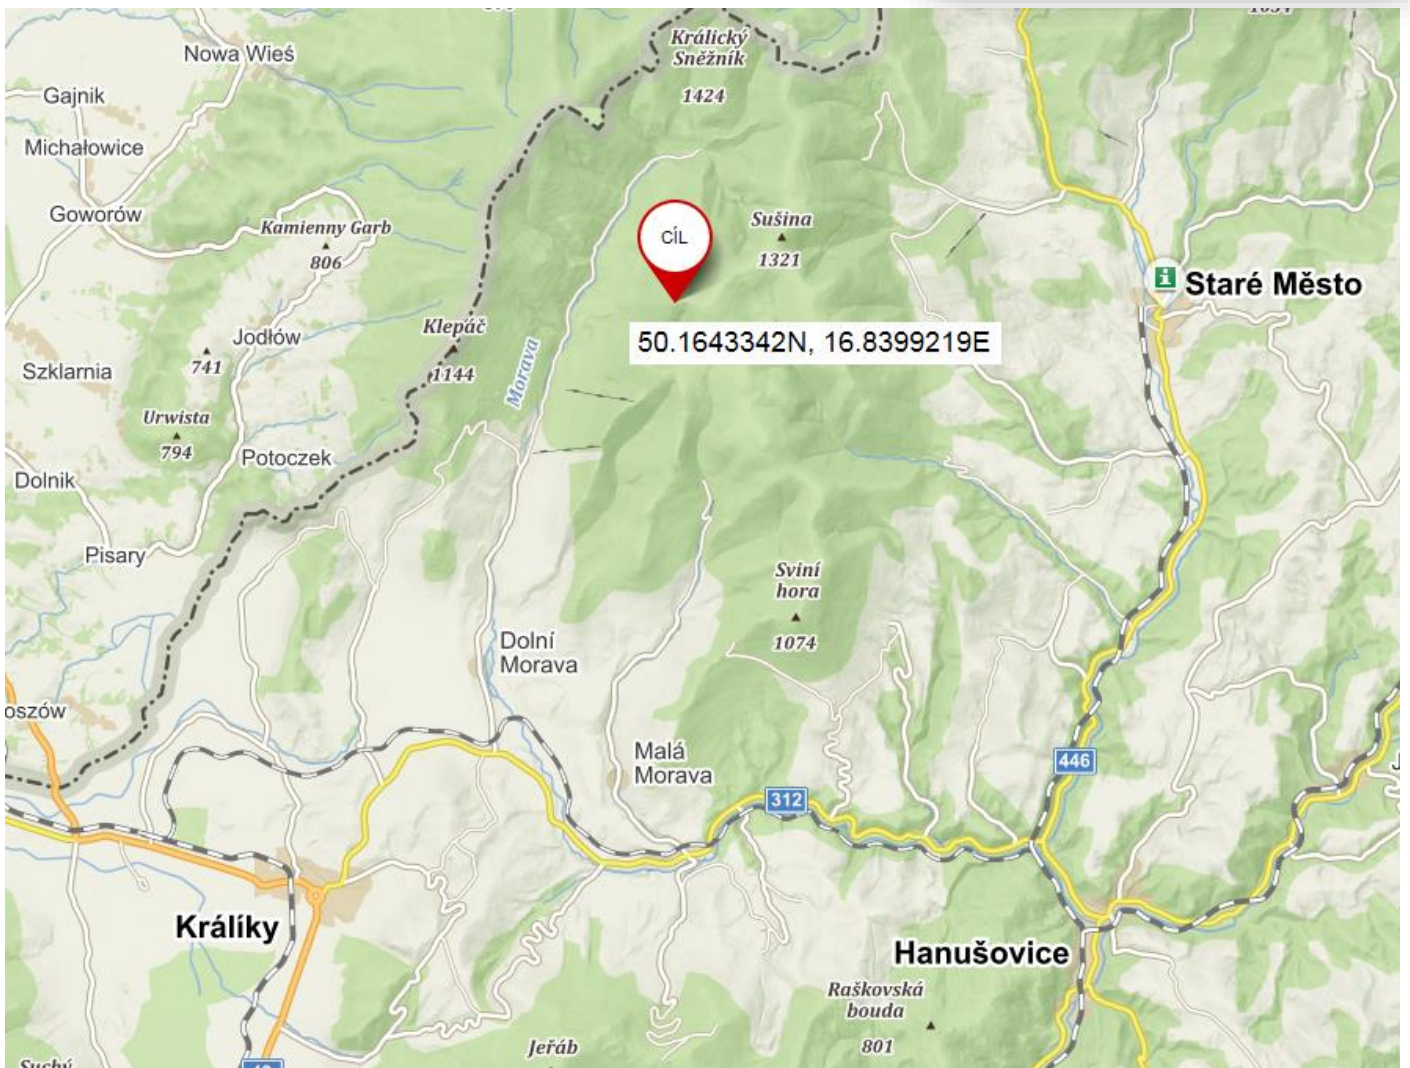 Králický
Sněžník
1424
Nowa Wieś
Gajnik
Michałowice
Goworów
Kamienny Garb
806
CÍL
Sušina
1321
Staré Město
50.1643342N, 16.8399219E
Klepáč
1144
Morava
Jodłów
741
Szklarnia
Urwista
794
Potoczek
Dolnik
Pisary
Sviní
hora
1074
Dolní
Morava
oszów
Malá
Morava
446
312
J
Králíky
Hanušovice
Raškovská
bouda
801
Jeřáb
Suchý